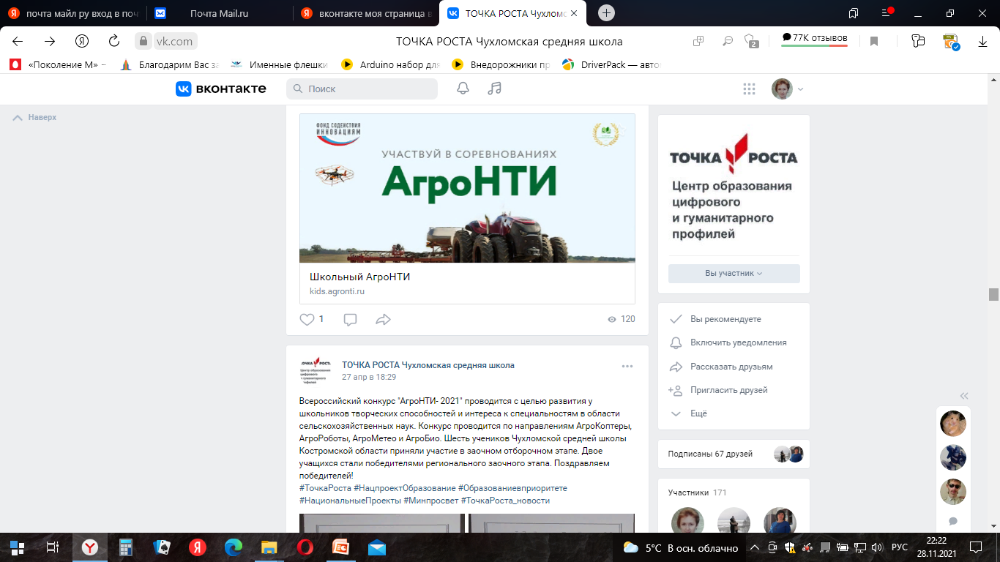 почта майл ру вход в поч
Почта Mail.ru
вконтакте моя страница в
ТОЧКА РОСТА Чухломс
vk.com
ТОЧКА РОСТА Чухломская средняя школа
2
77К отзывов
«Поколение М» –
Благодарим Вас за
Именные флешки
Arduino набор для
Внедорожники пр
DriverPack — авто
вконтакте
Поиск
Наверх
ФОНД СОДЕЙСТВИЯ
ИННОВАЦИЯМ
УЧАСТВУЙ В СОРЕВНОВАНИЯХ
АгроНТИ
Школьный АгроНТИ
kids.agronti.ru
1
120
ТОЧКА РОСТА Чухломская средняя школа
27 апр в 18:29
Всероссийский конкурс "АгроНТИ- 2021" проводится с целью развития у
школьников творческих способностей и интереса к специальностям в области
сельскохозяйственных наук. Конкурс проводится по направлениям АгроКоптеры,
АгроРоботы, АгроМетео и АгроБио. Шесть учеников Чухломской средней школы
Костромской области приняли участие в заочном отборочном этапе. Двое
учащихся стали победителями регионального заочного этапа. Поздравляем
победителей!
#ТочкаРоста #НацпроектОбразование #Образованиевприоритете
#НациональныеПроекты #Минпросвет #ТочкаРоста_новости
ТОЧКА РОСТА
Центр образования
цифрового
и гуманитарного
профилей
Вы участник
Вы рекомендуете
Включить уведомления
Рассказать друзьям
Пригласить друзей
Ещё
Подписаны 67 друзей
Участники 171
5°C В осн. облачно
РУС
22:22
28.11.2021